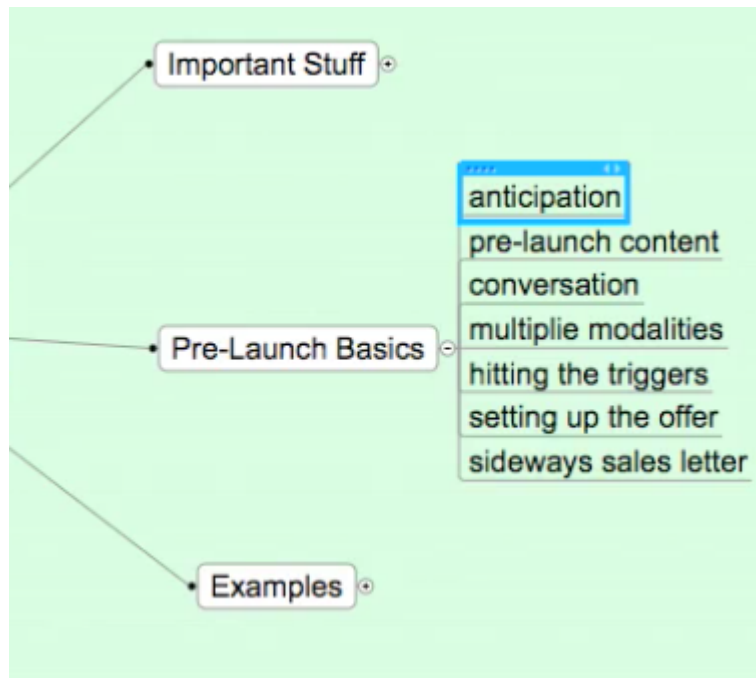 Important Stuff
anticipation
pre-launch content
conversation
multiplie modalities
Pre-Launch Basics
hitting the triggers
setting up the offer
sideways sales letter
Examples